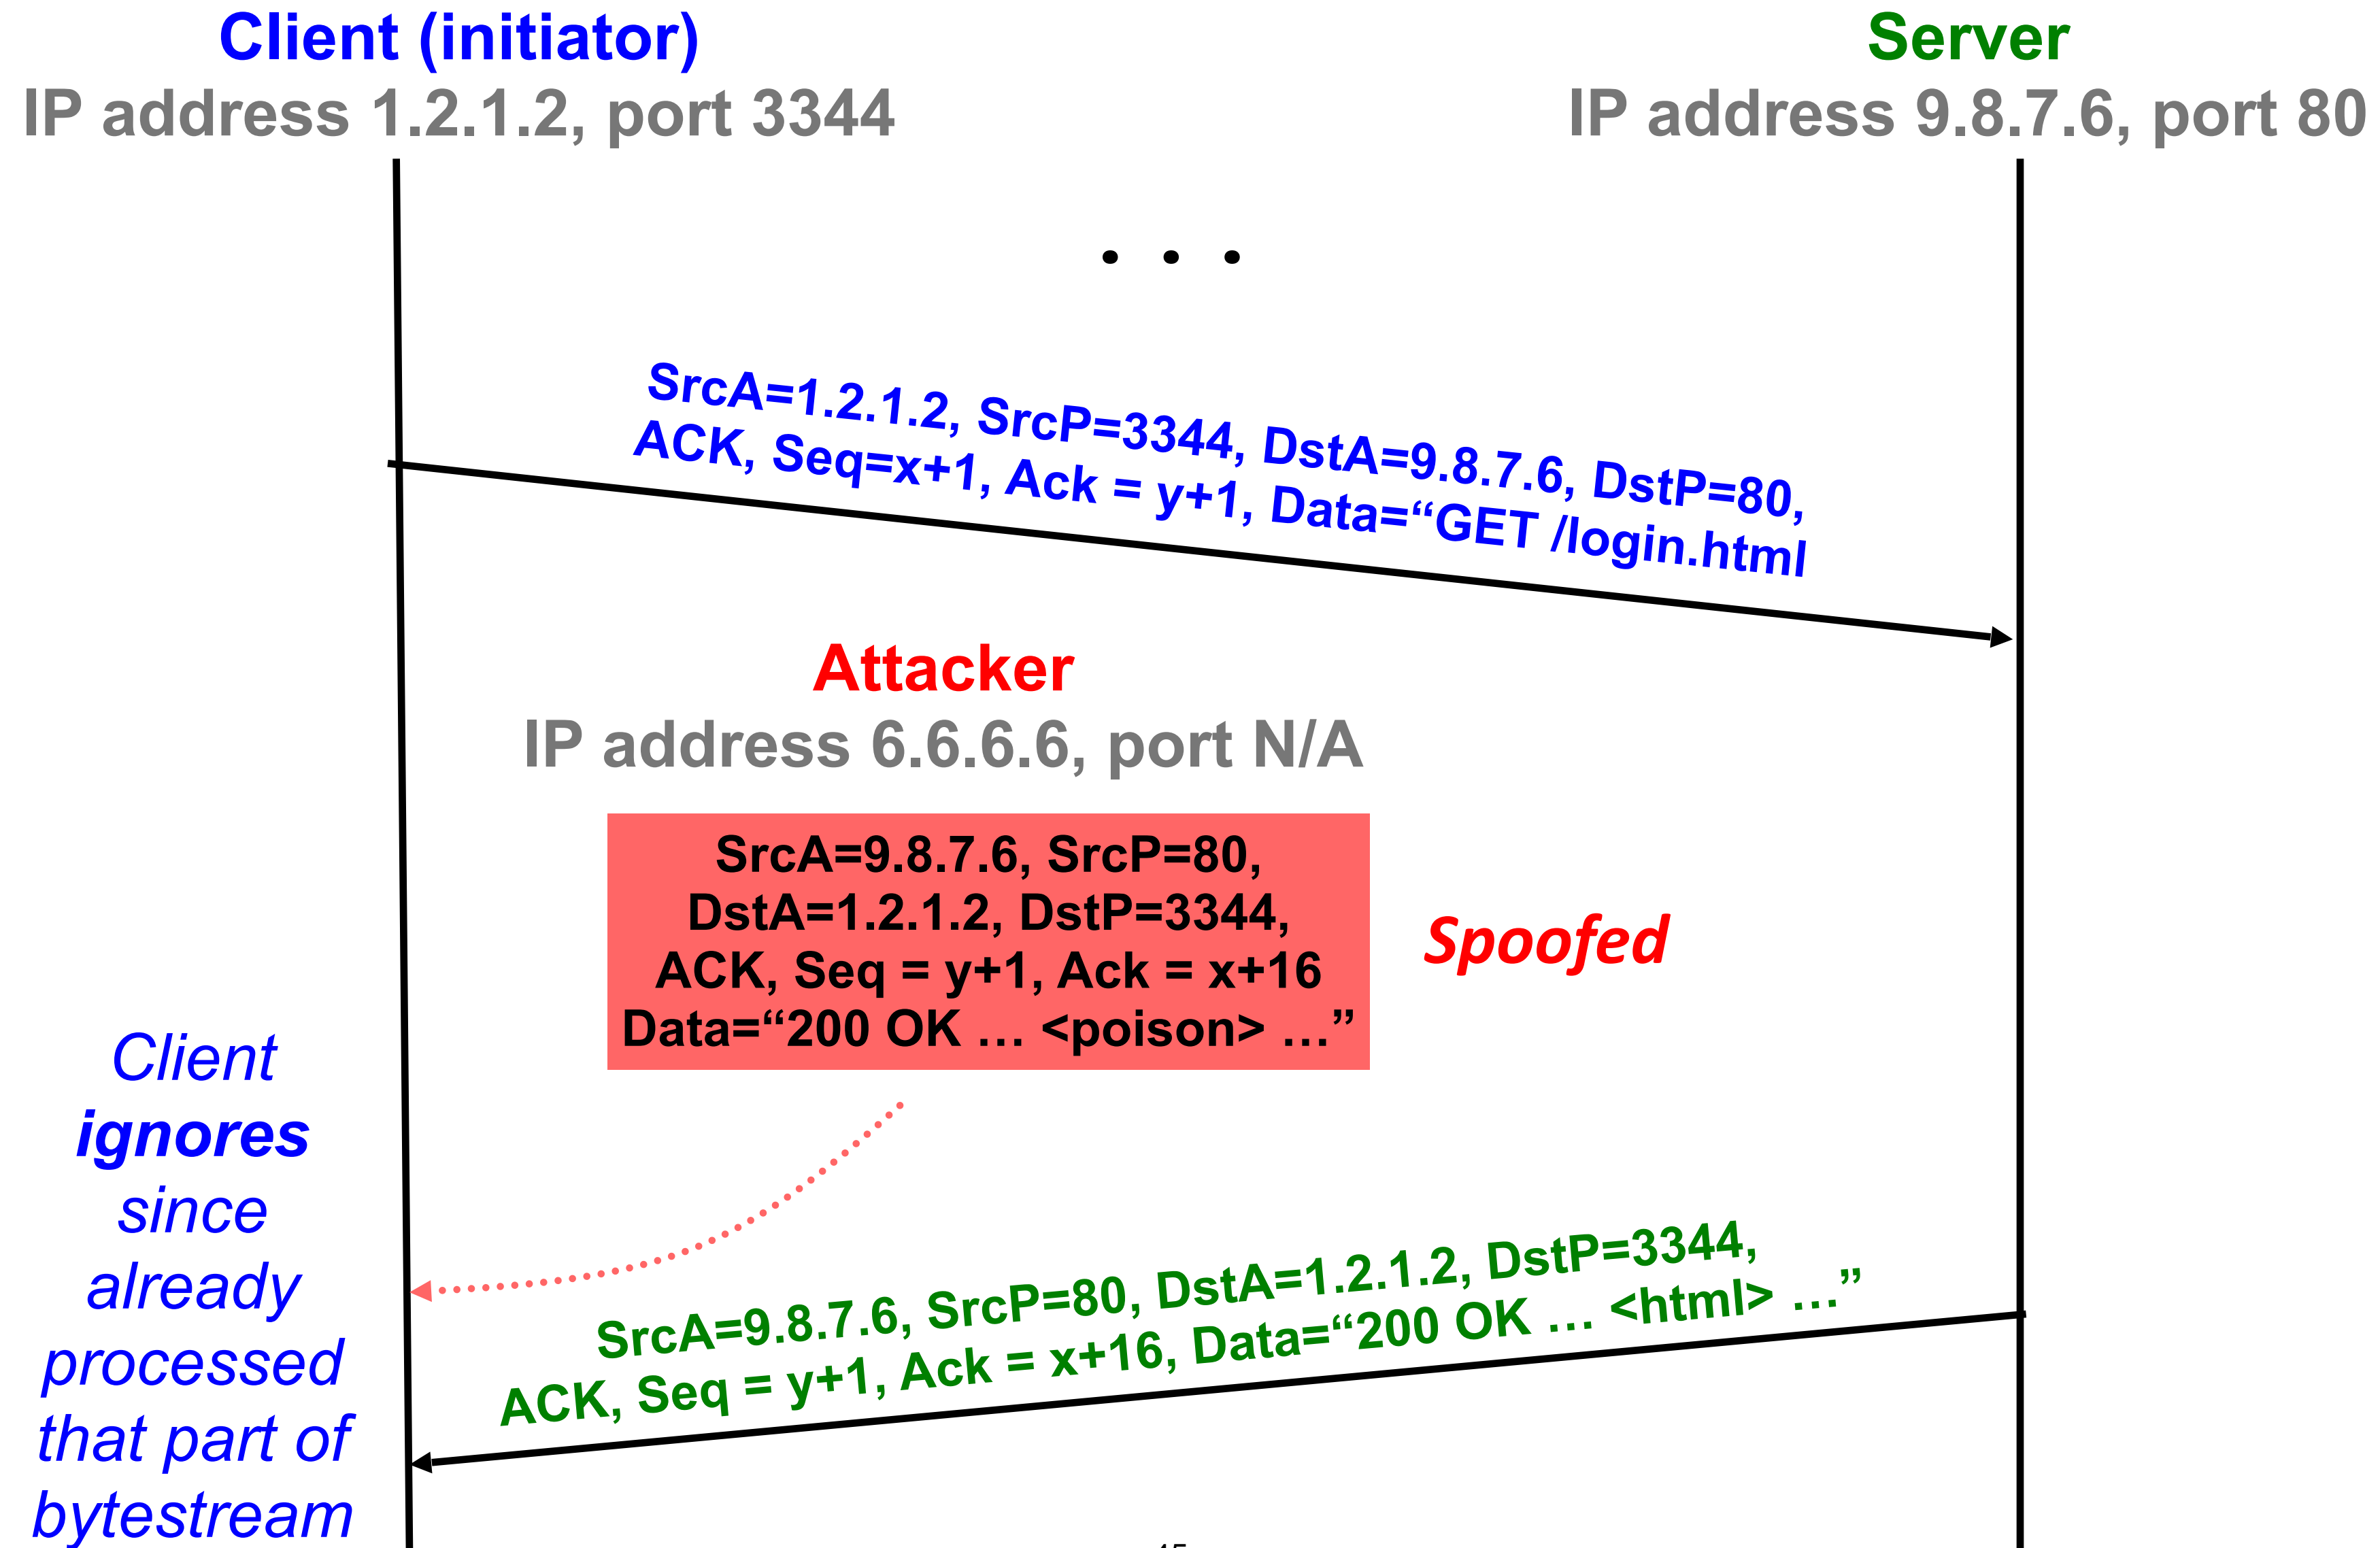 Client (initiator)
IP address 1.2.1.2, port 3344
Server
IP address 9.8.7.6, port 80
. . .
SrcA=1.2.1.2, SrcP=3344, DstA=9.8.7.6, DstP=80,
ACK, Seq=x+1, Ack = y+1, Data=“GET /login.html
Attacker
IP address 6.6.6.6, port N/A
SrcA=9.8.7.6, SrcP=80,
DstA=1.2.1.2, DstP=3344,
ACK, Seq = y+1, Ack = x+16
Data=“200 OK … <poison> …”
Spoofed
Client
ignores
since
already
processed
that part of
bytestream
SrcA=9.8.7.6, SrcP=80, DstA=1.2.1.2, DstP=3344,
ACK, Seq = y+1, Ack = x+16, Data=“200 OK … <html> …”